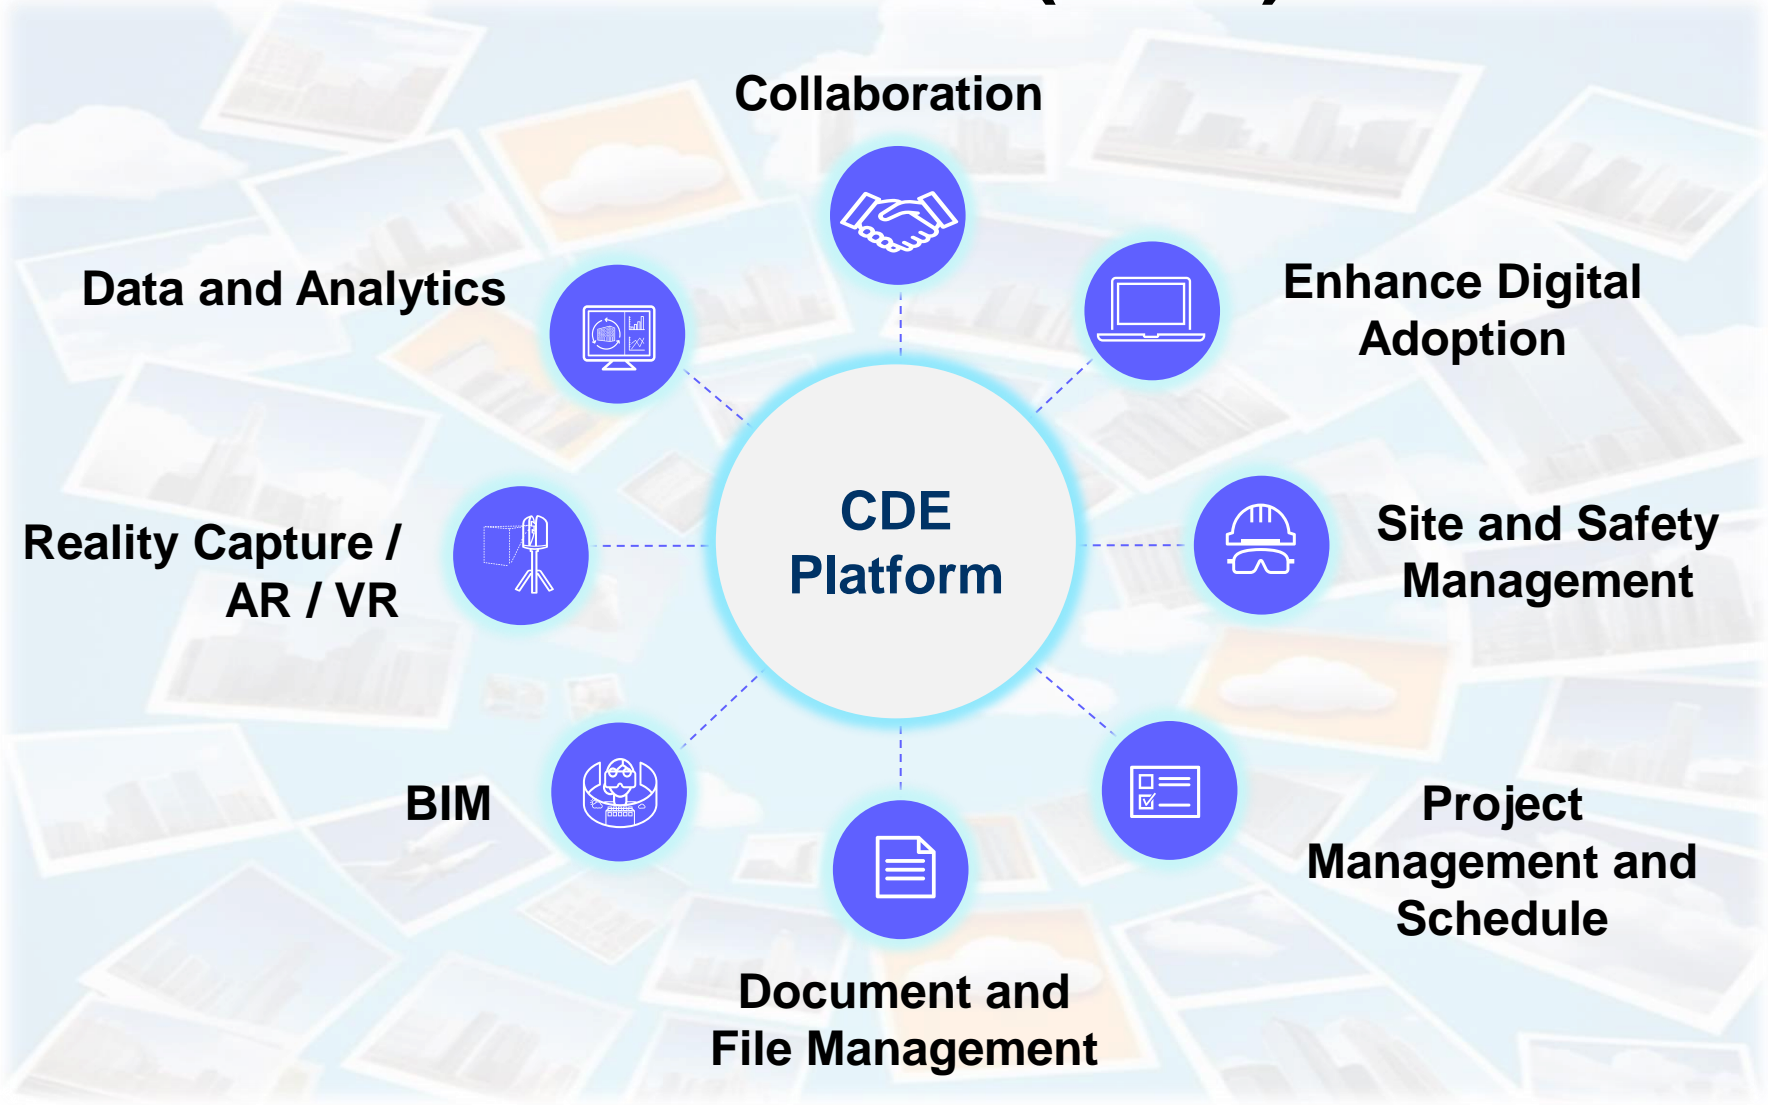 Collaboration
Data and Analytics
Enhance Digital
Adoption
CDE
Platform
Reality Capture /
AR / VR
Site and Safety
Management
BIM
Project
Management and
Schedule
Document and
File Management